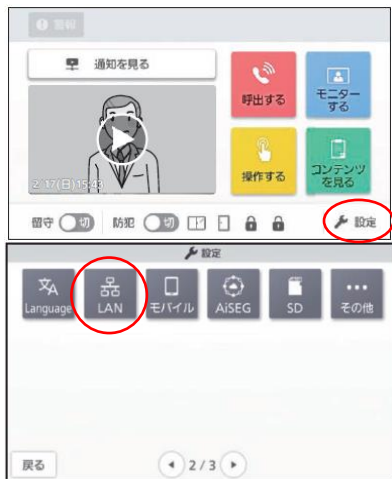 情報
通知を見る
呼出する
モニター
する
2/17(日)15:43
操作する
コンテンツ
を見る
留守 切 防犯 切 設定
設定
Language LAN モバイル AiSEG SD その他
戻る 2/3